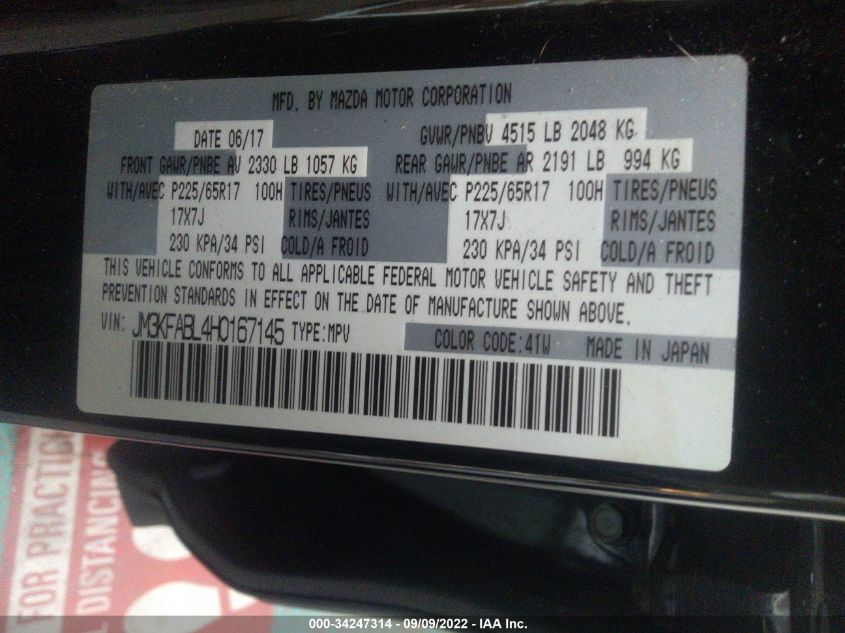 MFD. BY MAZDA MOTOR CORPORATION
DATE 06/17 GVWR/PNBV 4515 LB 2048 KG
FRONT GAWR/PNBE AV 2330 LB 1057 KG REAR GAWR/PNBE AR 2191 LB 994 KG
WITH/AVEC P225/65R17 100H TIRES/PNEUS WITH/AVEC P225/65R17 100H TIRES/PNEUS
17X7J RIMS/JANTES 17X7J RIMS/JANTES
230 KPA/34 PSI COLD/A FROID 230 KPA/34 PSI COLD/A FROID
THIS VEHICLE CONFORMS TO ALL APPLICABLE FEDERAL MOTOR VEHICLE SAFETY AND THEFT
PREVENTION STANDARDS IN EFFECT ON THE DATE OF MANUFACTURE SHOWN ABOVE.
VIN: JM3KFABL4H0167145 TYPE:MPV COLOR CODE:41W MADE IN JAPAN
FOR PRACTIC
L DISTANCING
000-34247314 - 09/09/2022 - IAA Inc.